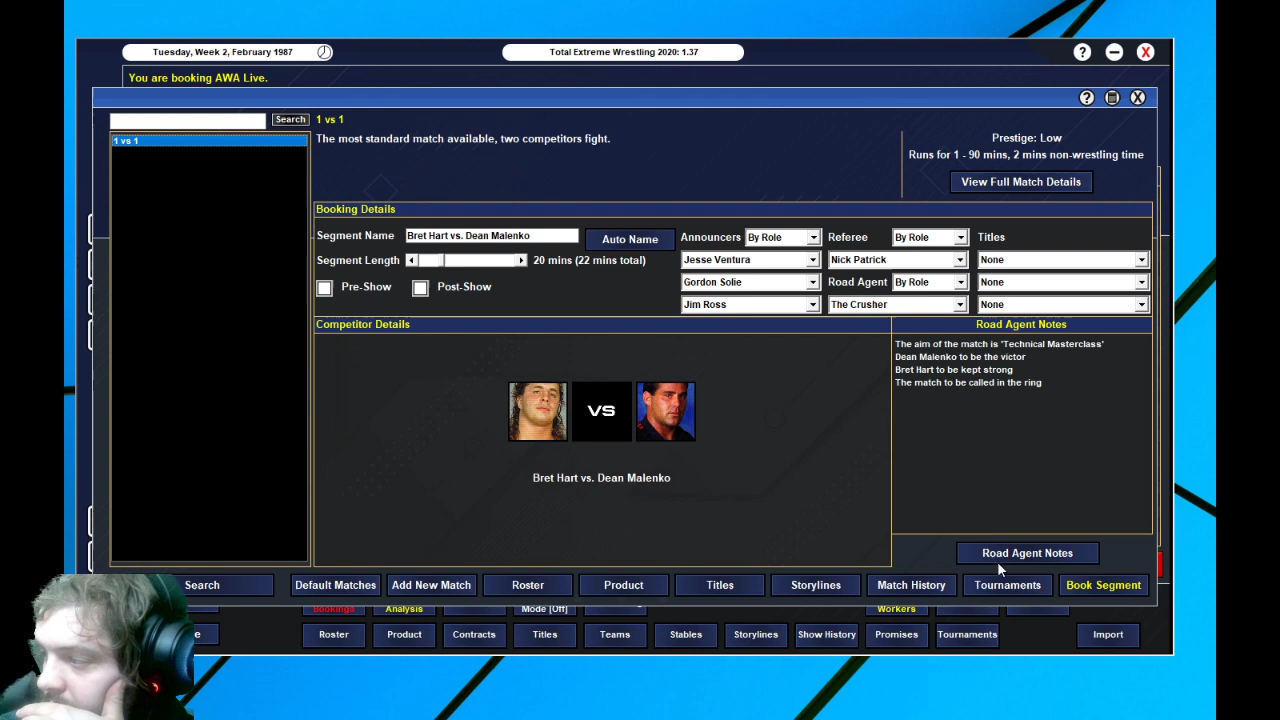 Tuesday, Week 2, February 1987
Total Extreme Wrestling 2020: 1.37
?
X
You are booking AWA Live.
?
X
Search
1 vs 1
1 vs 1
The most standard match available, two competitors fight.
Prestige: Low
Runs for 1 - 90 mins, 2 mins non-wrestling time
View Full Match Details
Booking Details
Segment Name
Bret Hart vs. Dean Malenko
Auto Name
Announcers
By Role
Referee
By Role
Titles
Segment Length
20 mins (22 mins total)
Jesse Ventura
Nick Patrick
None
Pre-Show
Post-Show
Gordon Solie
Road Agent
By Role
None
Jim Ross
The Crusher
None
Competitor Details
Road Agent Notes
The aim of the match is 'Technical Masterclass'
Dean Malenko to be the victor
Bret Hart to be kept strong
The match to be called in the ring
VS
Bret Hart vs. Dean Malenko
Road Agent Notes
Search
Default Matches
Add New Match
Roster
Product
Titles
Storylines
Match History
Tournaments
Book Segment
Bookings
Analysis
Mode [Off]
Workers
Roster
Product
Contracts
Titles
Teams
Stables
Storylines
Show History
Promises
Tournaments
Import